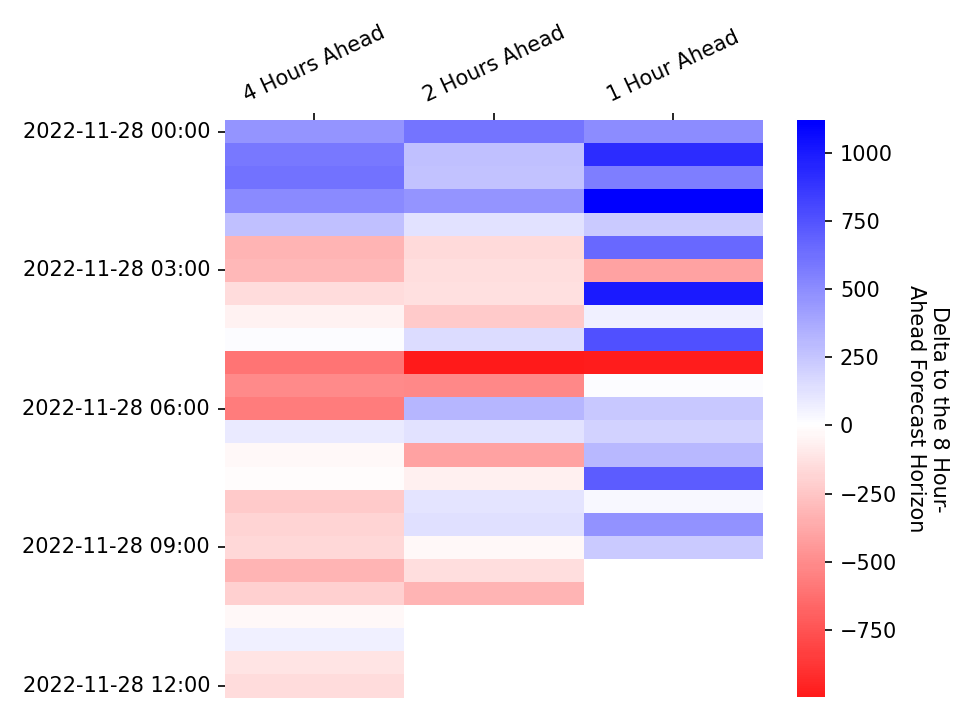 4 Hours Ahead
2 Hours Ahead
1 Hour Ahead
2022-11-28 00:00
2022-11-28 03:00
2022-11-28 06:00
2022-11-28 09:00
2022-11-28 12:00
1000
750
500
250
0
−250
−500
−750
Delta to the 8 Hour-
Ahead Forecast Horizon